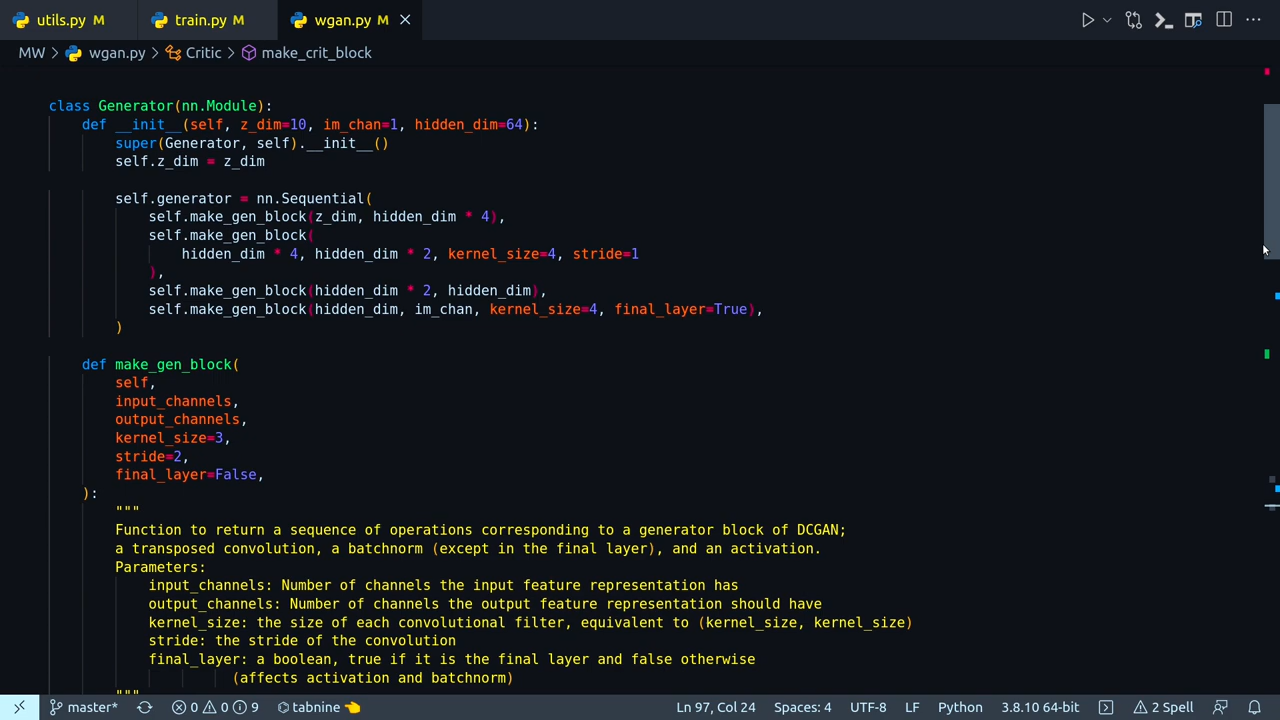 utils.py M train.py M wgan.py M
MW > wgan.py > Critic > make_crit_block
class Generator(nn.Module):
def __init__(self, z_dim=10, im_chan=1, hidden_dim=64):
super(Generator, self).__init__()
self.z_dim = z_dim
self.generator = nn.Sequential(
self.make_gen_block(z_dim, hidden_dim * 4),
self.make_gen_block(
hidden_dim * 4, hidden_dim * 2, kernel_size=4, stride=1
),
self.make_gen_block(hidden_dim * 2, hidden_dim),
self.make_gen_block(hidden_dim, im_chan, kernel_size=4, final_layer=True),
)
def make_gen_block(
self,
input_channels,
output_channels,
kernel_size=3,
stride=2,
final_layer=False,
):
"""
Function to return a sequence of operations corresponding to a generator block of DCGAN;
a transposed convolution, a batchnorm (except in the final layer), and an activation.
Parameters:
input_channels: Number of channels the input feature representation has
output_channels: Number of channels the output feature representation should have
kernel_size: the size of each convolutional filter, equivalent to (kernel_size, kernel_size)
stride: the stride of the convolution
final_layer: a boolean, true if it is the final layer and false otherwise
(affects activation and batchnorm)
"""
master* 0 0 9 tabnine Ln 97, Col 24 Spaces: 4 UTF-8 LF Python 3.8.10 64-bit 2 Spell